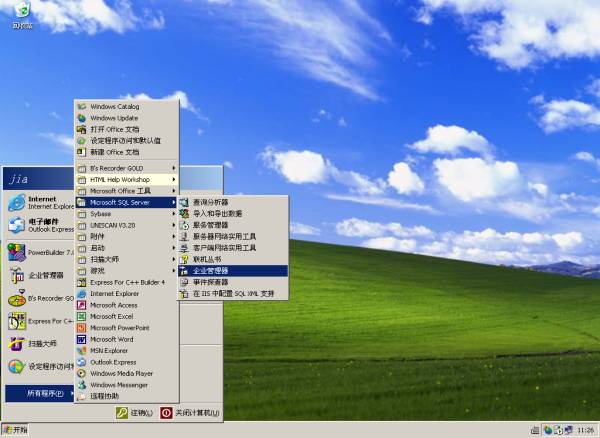 回收站
Windows Catalog
Windows Update
打开 Office 文档
设定程序访问和默认值
新建 Office 文档
B's Recorder GOLD
HTML Help Workshop
Microsoft Office 工具
Microsoft SQL Server
Sybase
UNISCAN V3.20
附件
启动
扫描大师
游戏
Express For C++ Builder 4
Internet Explorer
Microsoft Access
Microsoft Excel
Microsoft PowerPoint
Microsoft Word
MSN Explorer
Outlook Express
Windows Media Player
Windows Messenger
远程协助
查询分析器
导入和导出数据
服务管理器
服务器网络实用工具
客户端网络实用工具
联机丛书
企业管理器
事件探查器
在 IIS 中配置 SQL XML 支持
jia
Internet
Internet Explore
电子邮件
Outlook Express
PowerBuilder 7.
企业管理器
B's Recorder GO
Express For C++
扫描大师
设定程序访问和
所有程序(P)
注销(L)
关闭计算机(U)
开始
11:26